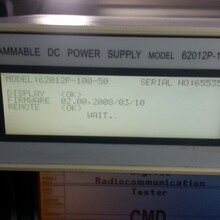 AMMABLE DC POWER SUPPLY MODEL 62012P-1
MODEL:62012P-100-50 SERIAL NO:65535
DISPLAY <OK>
FIRMWARE 02.00.2008/03/10
REMOTE <OK>
WAIT..
Radiocommunication
Tester
CMD